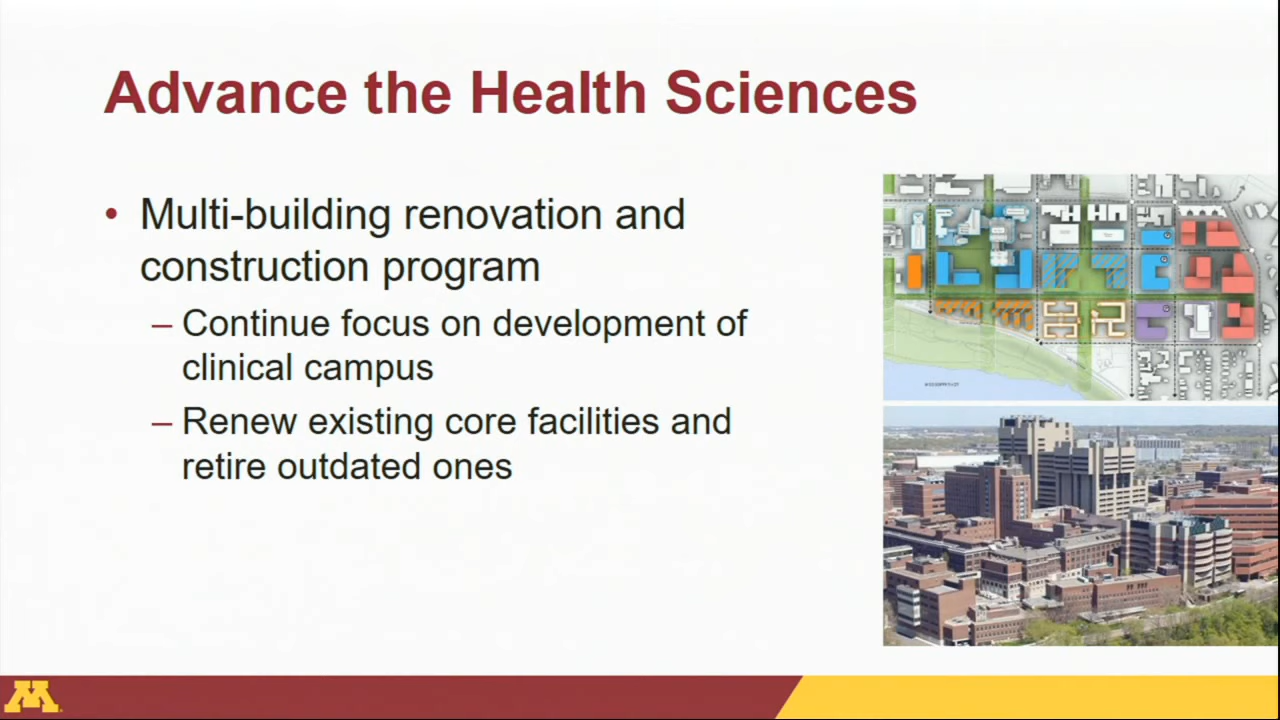 Advance the Health Sciences
• Multi-building renovation and
construction program
– Continue focus on development of
clinical campus
– Renew existing core facilities and
retire outdated ones
M